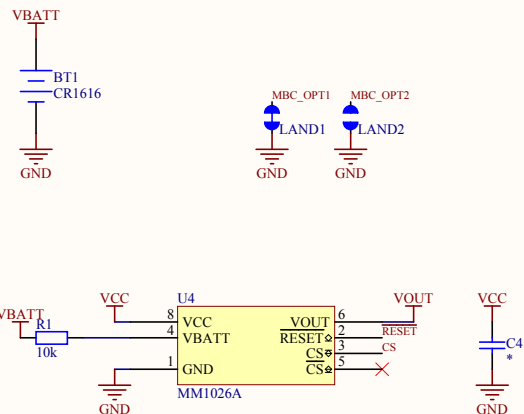 VBATT
BT1
CR1616
GND
MBC_OPT1
LAND1
GND
MBC_OPT2
LAND2
GND
VBATT
R1
10k
VCC
GND
U4
8
VCC
4
VBATT
1
GND
VOUT
6
RESET
2
CS
3
CS
5
MM1026A
VOUT
RESET
CS
VCC
C4
*
GND